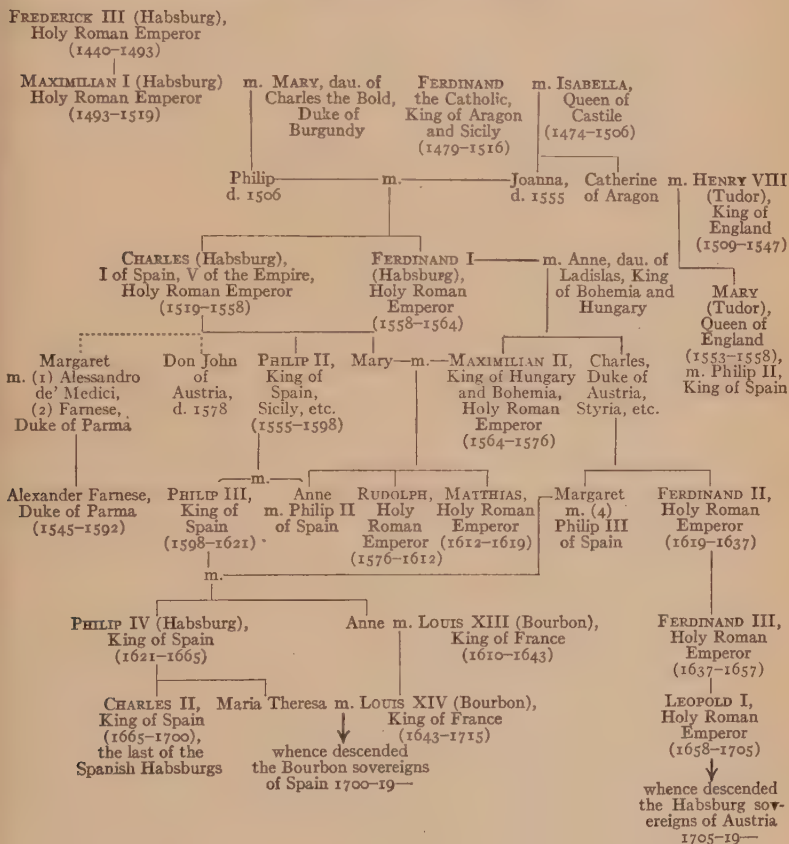 FREDERICK III (Habsburg),
Holy Roman Emperor
(1440–1493)
MAXIMILIAN I (Habsburg)
Holy Roman Emperor
(1493–1519)
m. MARY, dau. of
Charles the Bold,
Duke of
Burgundy
FERDINAND
the Catholic,
King of Aragon
and Sicily
(1479–1516)
m. ISABELLA,
Queen of
Castile
(1474–1506)
Philip
d. 1506
m.
Joanna,
d. 1555
Catherine
of Aragon
m. HENRY VIII
(Tudor),
King of
England
(1509–1547)
CHARLES (Habsburg),
I of Spain, V of the Empire,
Holy Roman Emperor
(1519–1558)
FERDINAND I
(Habsburg),
Holy Roman
Emperor
(1558–1564)
m. Anne, dau. of
Ladislas, King
of Bohemia and
Hungary
MARY
(Tudor),
Queen of
England
(1553–1558),
m. Philip II,
King of Spain
Margaret
m. (1) Alessandro
de' Medici,
(2) Farnese,
Duke of Parma
Don John
of
Austria,
d. 1578
PHILIP II,
King of
Spain,
Sicily, etc.
(1555–1598)
Mary
m.
MAXIMILIAN II,
King of Hungary
and Bohemia,
Holy Roman
Emperor
(1564–1576)
Charles,
Duke of
Austria,
Styria, etc.
m.
Alexander Farnese,
Duke of Parma
(1545–1592)
PHILIP III,
King of
Spain
(1598–1621)
Anne
m. Philip II
of Spain
RUDOLPH,
Holy
Roman
Emperor
(1576–1612)
MATTHIAS,
Holy Roman
Emperor
(1612–1619)
Margaret
m. (4)
Philip III
of Spain
FERDINAND II,
Holy Roman
Emperor
(1619–1637)
m.
PHILIP IV (Habsburg),
King of Spain
(1621–1665)
Anne m. LOUIS XIII (Bourbon),
King of France
(1610–1643)
FERDINAND III,
Holy Roman
Emperor
(1637–1657)
CHARLES II,
King of Spain
(1665–1700),
the last of the
Spanish Habsburgs
Maria Theresa m. LOUIS XIV (Bourbon),
King of France
(1643–1715)
whence descended
the Bourbon sovereigns
of Spain 1700–19—
LEOPOLD I,
Holy Roman
Emperor
(1658–1705)
whence descended
the Habsburg sov-
ereigns of Austria
1705–19—